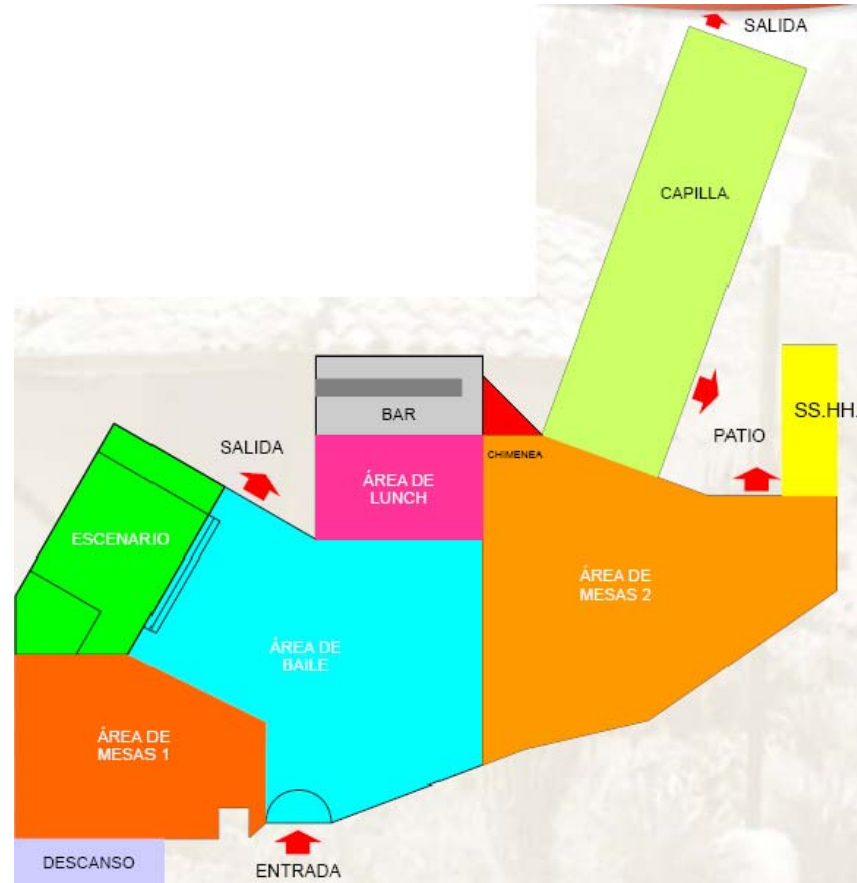 SALIDA
CAPILLA
SS.HH.
BAR
PATIO
SALIDA
CHIMENEA
ÁREA DE
LUNCH
ESCENARIO
ÁREA DE
MESAS 2
ÁREA DE
BAILE
ÁREA DE
MESAS 1
DESCANSO
ENTRADA